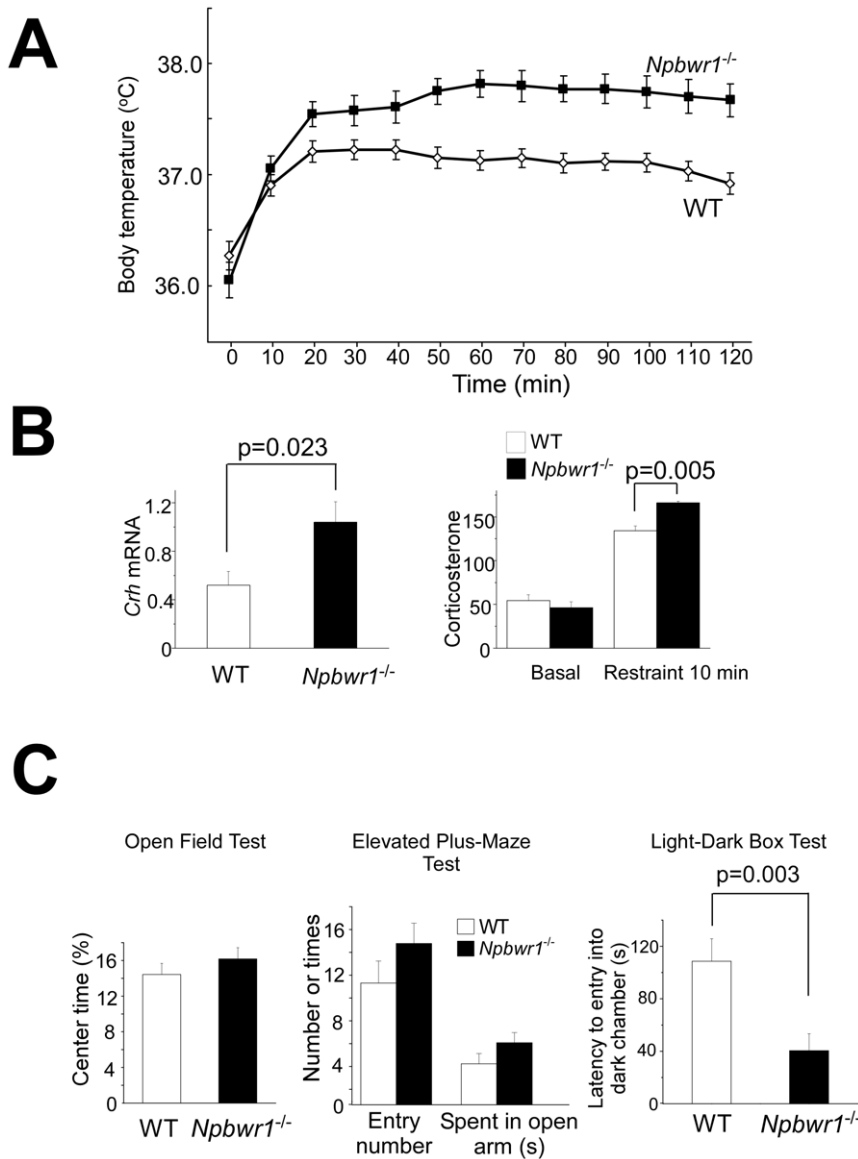 A
Body temperature (ºC)
38.0
37.0
36.0
Npbwr1-/-
WT
0 10 20 30 40 50 60 70 80 90 100 110 120
Time (min)
B
p=0.023
Crh mRNA
1.2
0.8
0.4
0
WT Npbwr1-/-
WT
Npbwr1-/-
p=0.005
Corticosterone
150
100
50
0
Basal Restraint 10 min
C
Open Field Test
Center time (%)
16
12
8
4
0
WT Npbwr1-/-
Elevated Plus-Maze
Test
Number or times
16
12
8
4
0
WT
Npbwr1-/-
Entry
number
Spent in open
arm (s)
Light-Dark Box Test
p=0.003
Latency to entry into
dark chamber (s)
120
80
40
0
WT Npbwr1-/-